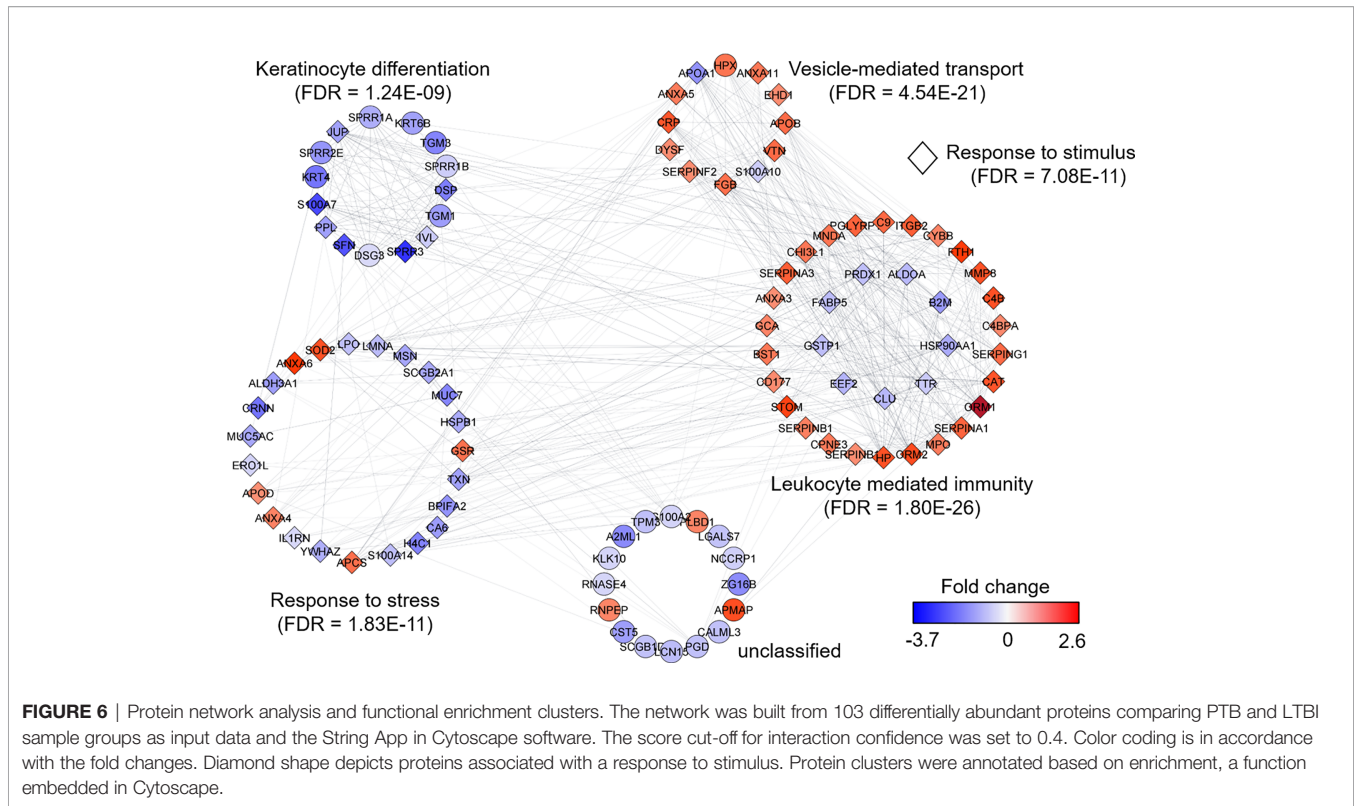 Keratinocyte differentiation
(FDR = 1.24E-09)
SPRR1A
KRT6B
JUP
TGM3
SPRR2E
SPRR1B
KRT4
DSP
S100A7
TGM1
PPL
IVL
SFN
SPRR3
DSG3
Vesicle-mediated transport
(FDR = 4.54E-21)
HPX
APOA1
ANXA11
ANXA5
EHD1
CRP
APOB
DYSF
VTN
SERPINF2
S100A10
FGB
Response to stimulus
(FDR = 7.08E-11)
PGLYRP
C9
ITGB2
MNDA
CYBB
CHI3L1
FTH1
SERPINA3
PRDX1
ALDOA
MMP8
ANXA3
FABP5
B2M
C4B
GCA
C4BPA
BST1
GSTP1
HSP90AA1
SERPING1
CD177
EEF2
TTR
CAT
STOM
CLU
ORM1
SERPINB1
SERPINA1
CPNE3
MPO
SERPINB
HP
ORM2
Leukocyte mediated immunity
(FDR = 1.80E-26)
SOD2
LPO
LMNA
ANXA6
MSN
ALDH3A1
SCGB2A1
CRNN
MUC7
MUC5AC
HSPB1
ERO1L
GSR
APOD
TXN
ANXA4
BPIFA2
IL1RN
CA6
YWHAZ
H4C1
APCS
S100A14
Response to stress
(FDR = 1.83E-11)
TPM3
S100A2
PLBD1
A2ML1
LGALS7
KLK10
NCCRP1
RNASE4
ZG16B
RNPEP
APMAP
CST5
CALML3
SCGB1D
LCN15
PGD
unclassified
Fold change
-3.7 0 2.6
FIGURE 6 | Protein network analysis and functional enrichment clusters. The network was built from 103 differentially abundant proteins comparing PTB and LTBI
sample groups as input data and the String App in Cytoscape software. The score cut-off for interaction confidence was set to 0.4. Color coding is in accordance
with the fold changes. Diamond shape depicts proteins associated with a response to stimulus. Protein clusters were annotated based on enrichment, a function
embedded in Cytoscape.